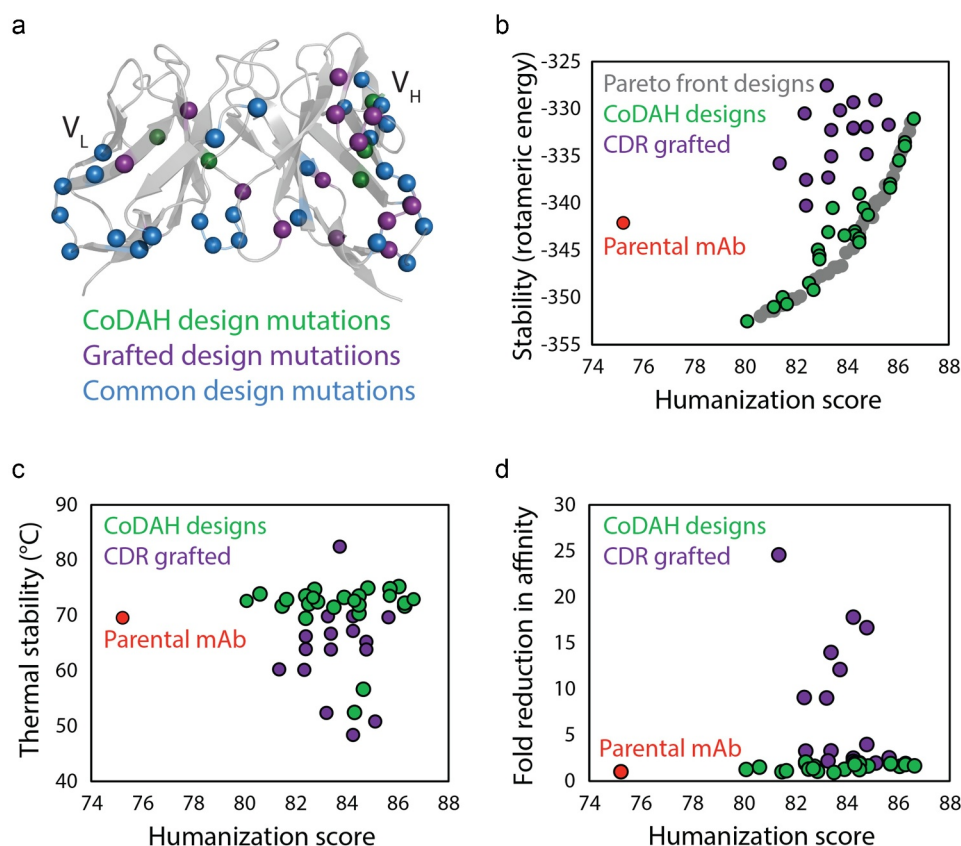 a
V_L
V_H
CoDAH design mutations
Grafted design mutatiions
Common design mutations
b
Stability (rotameric energy)
-325
-330
-335
-340
-345
-350
-355
Pareto front designs
CoDAH designs
CDR grafted
Parental mAb
74 76 78 80 82 84 86 88
Humanization score
c
Thermal stability (°C)
90
80
70
60
50
40
CoDAH designs
CDR grafted
Parental mAb
74 76 78 80 82 84 86 88
Humanization score
d
Fold reduction in affinity
30
25
20
15
10
5
0
CoDAH designs
CDR grafted
Parental mAb
74 76 78 80 82 84 86 88
Humanization score